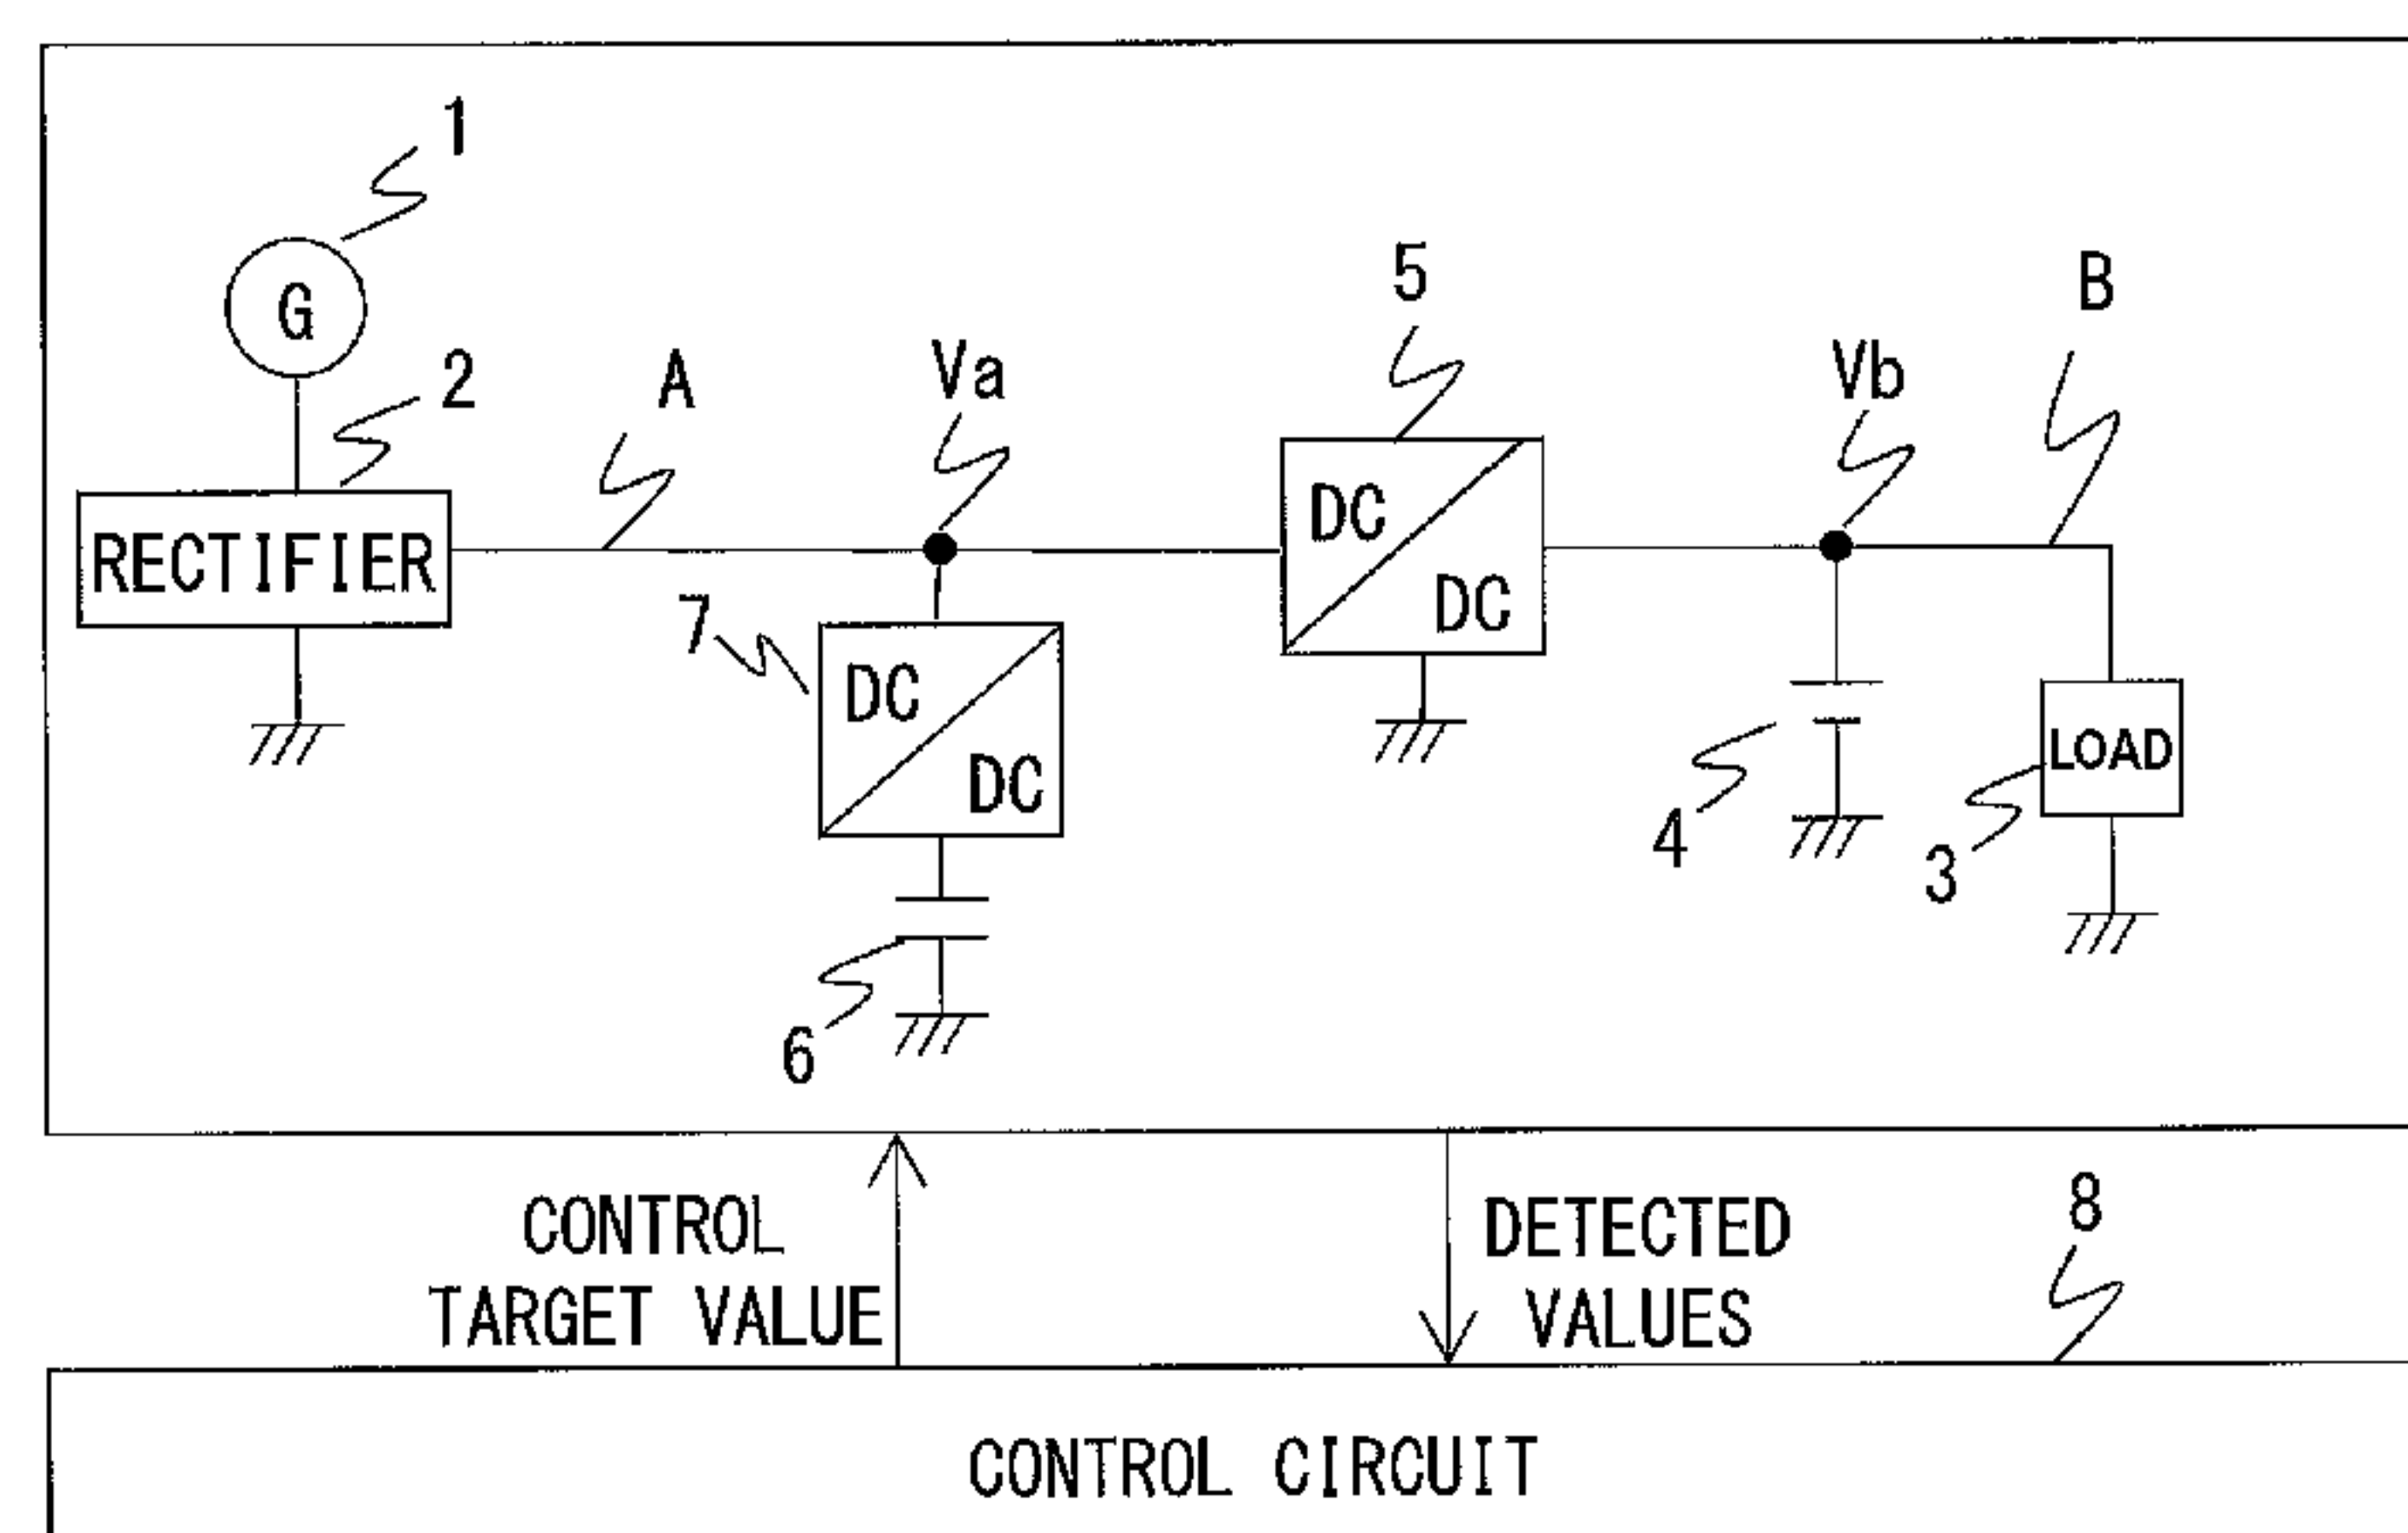 1
G
2
A
Va
5
Vb
B
RECTIFIER
DC
DC
7
DC
DC
4
LOAD
3
6
CONTROL
TARGET VALUE
DETECTED
VALUES
8
CONTROL CIRCUIT